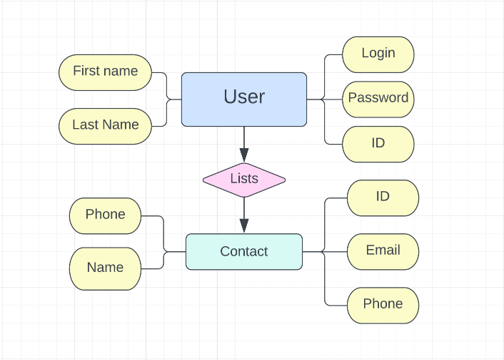 First name
Last Name
User
Login
Password
ID
Lists
Phone
Name
Contact
ID
Email
Phone